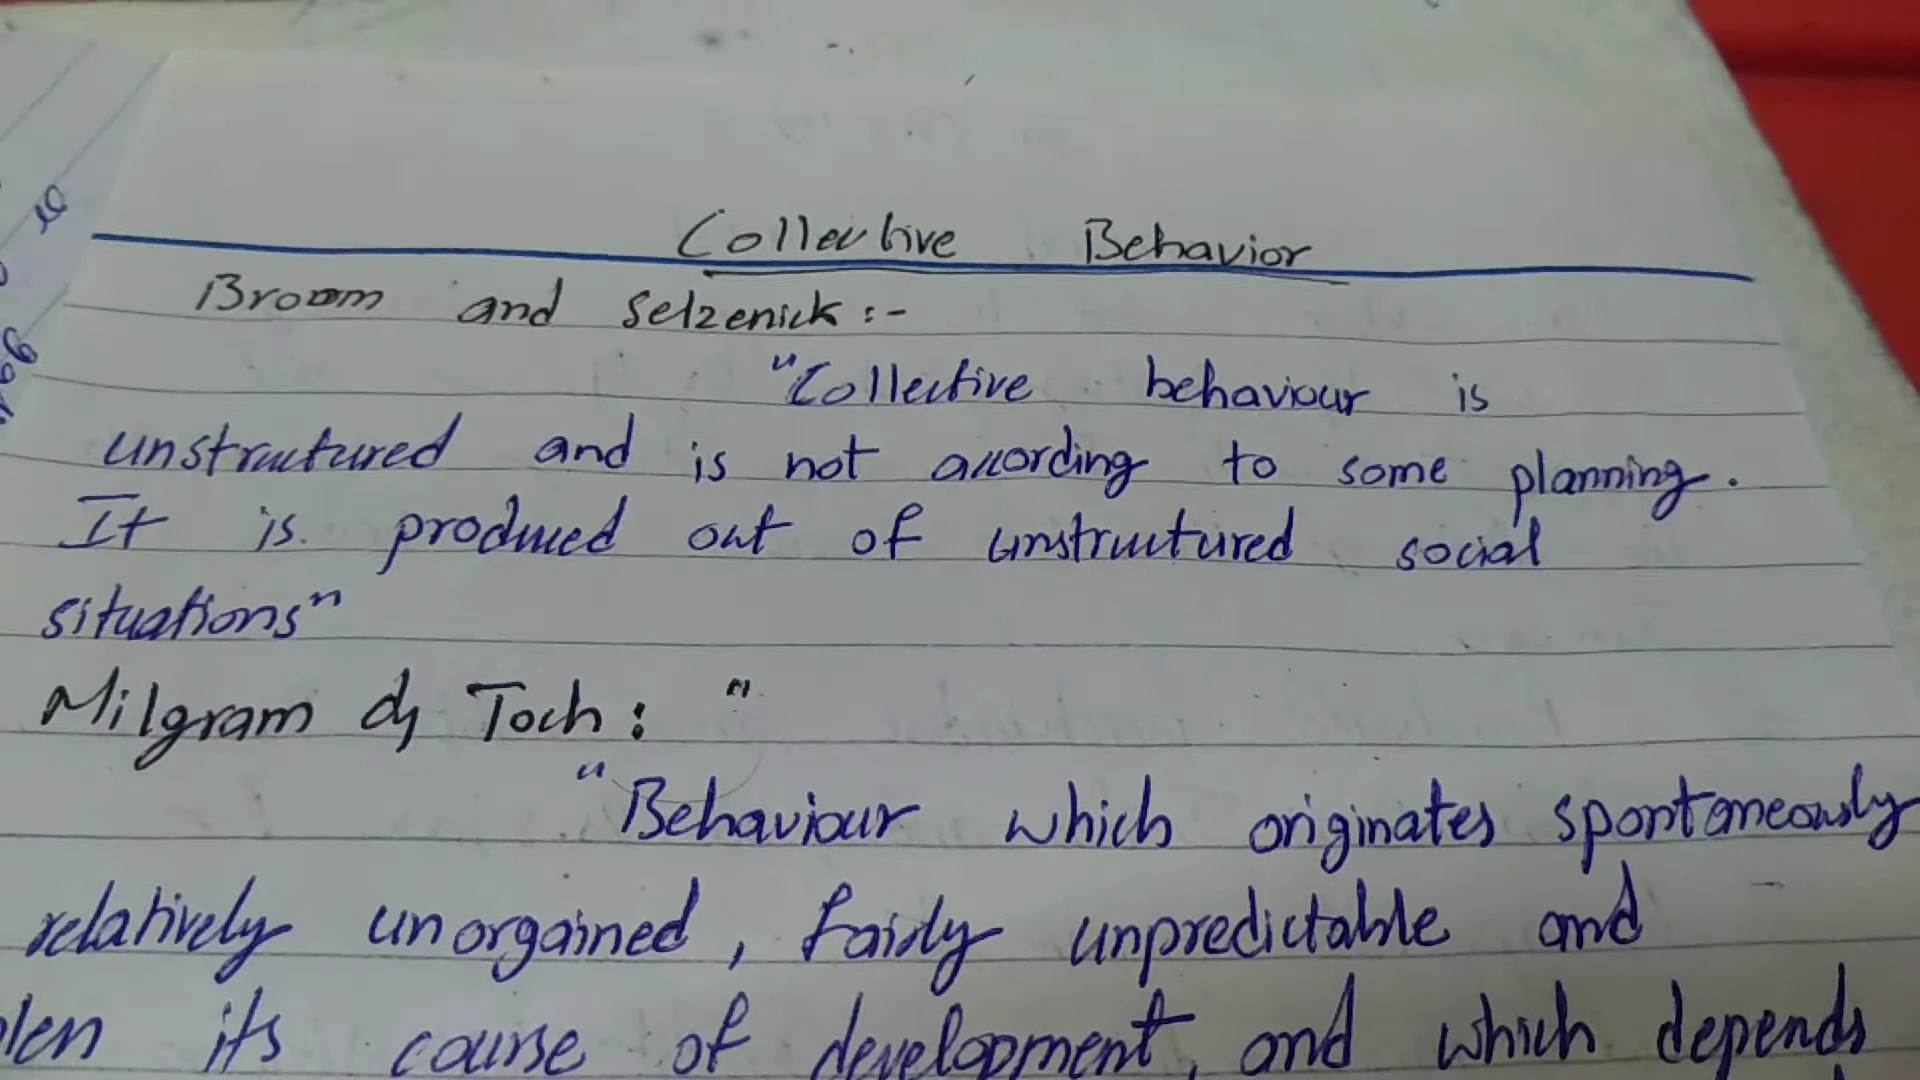 Collective Behavior
Broom and Selzenick :-
"Collective behaviour is
unstructured and is not according to some planning.
It is produced out of unstructured social
situations"
Milgram & Toch : "
"Behaviour which originates spontaneously
relatively unorgained, fairly unpredictable and
its course of development, and which depends